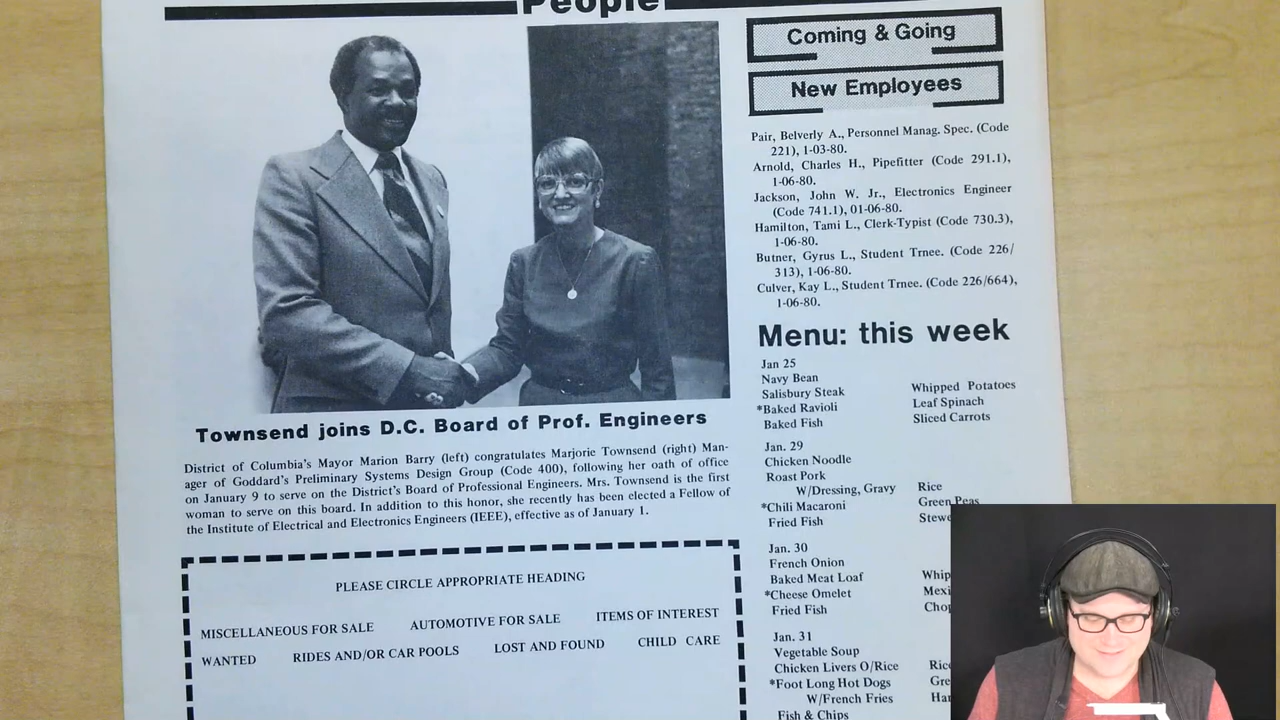 People
Townsend joins D.C. Board of Prof. Engineers
District of Columbia's Mayor Marion Barry (left) congratulates Marjorie Townsend (right) Man-
ager of Goddard's Preliminary Systems Design Group (Code 400), following her oath of office
on January 9 to serve on the District's Board of Professional Engineers. Mrs. Townsend is the first
woman to serve on this board. In addition to this honor, she recently has been elected a Fellow of
the Institute of Electrical and Electronics Engineers (IEEE), effective as of January 1.
PLEASE CIRCLE APPROPRIATE HEADING
MISCELLANEOUS FOR SALE AUTOMOTIVE FOR SALE ITEMS OF INTEREST
WANTED RIDES AND/OR CAR POOLS LOST AND FOUND CHILD CARE
Coming & Going
New Employees
Pair, Belverly A., Personnel Manag. Spec. (Code
221), 1-03-80.
Arnold, Charles H., Pipefitter (Code 291.1),
1-06-80.
Jackson, John W. Jr., Electronics Engineer
(Code 741.1), 01-06-80.
Hamilton, Tami L., Clerk-Typist (Code 730.3),
1-06-80.
Butner, Gyrus L., Student Trnee. (Code 226/
313), 1-06-80.
Culver, Kay L., Student Trnee. (Code 226/664),
1-06-80.
Menu: this week
Jan 25
Navy Bean
Salisbury Steak Whipped Potatoes
*Baked Ravioli Leaf Spinach
Baked Fish Sliced Carrots
Jan. 29
Chicken Noodle
Roast Pork
W/Dressing, Gravy Rice
*Chili Macaroni Green Peas
Fried Fish
Jan. 30
French Onion
Baked Meat Loaf
*Cheese Omelet
Fried Fish
Jan. 31
Vegetable Soup
Chicken Livers O/Rice
*Foot Long Hot Dogs
W/French Fries
Fish & Chips